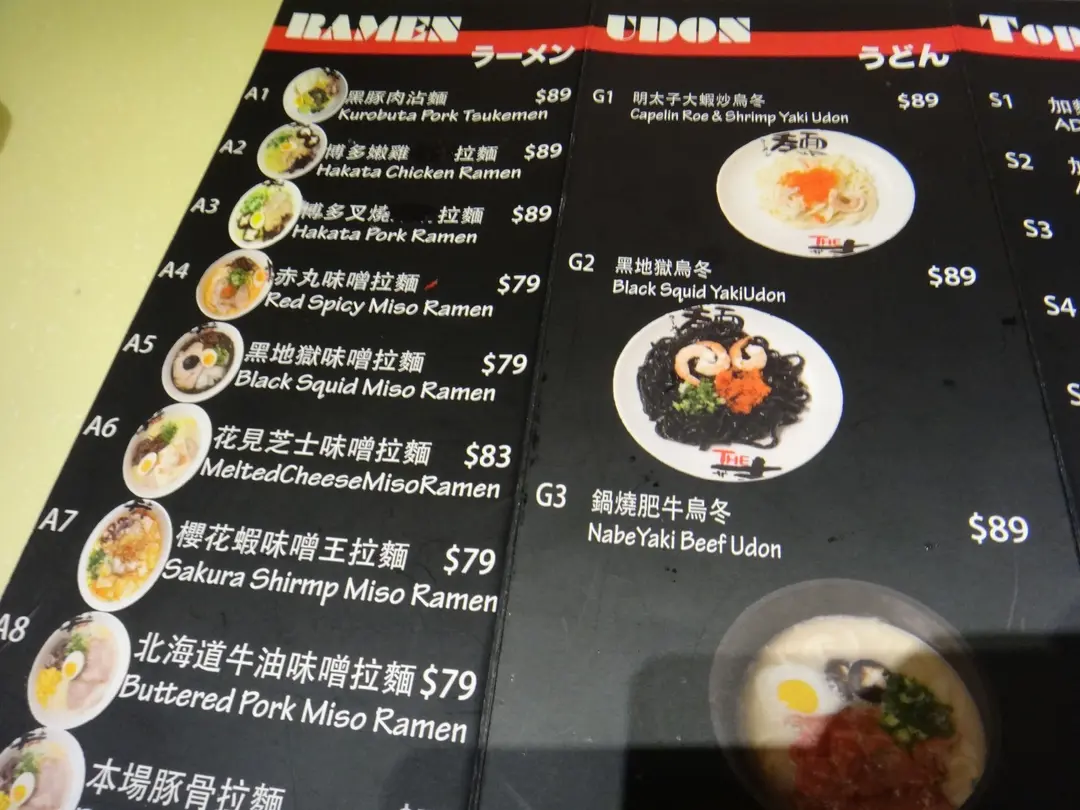 RAMEN
ラーメン
A1 黑豚肉沾麵 $89
Kurobuta Pork Tsukemen
A2 博多嫩雞 拉麵 $89
Hakata Chicken Ramen
A3 博多叉燒 拉麵 $89
Hakata Pork Ramen
A4 赤丸味噌拉麵 $79
Red Spicy Miso Ramen
A5 黑地獄味噌拉麵 $79
Black Squid Miso Ramen
A6 花見芝士味噌拉麵 $83
MeltedCheeseMisoRamen
A7 櫻花蝦味噌王拉麵 $79
Sakura Shirmp Miso Ramen
A8 北海道牛油味噌拉麵 $79
Buttered Pork Miso Ramen
本場豚骨拉麵
UDON
うどん
G1 明太子大蝦炒烏冬 $89
Capelin Roe & Shrimp Yaki Udon
THE
G2 黑地獄烏冬 $89
Black Squid YakiUdon
THE
G3 鍋燒肥牛烏冬 $89
NabeYaki Beef Udon
Top
S1 加
S2 加
S3
S4